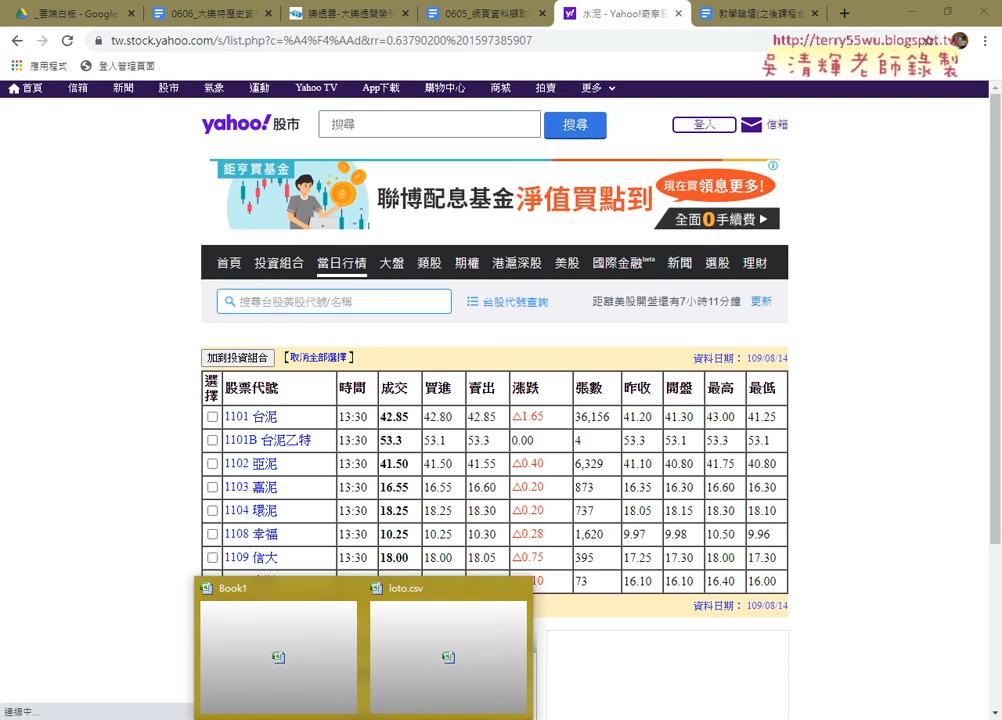 _雲端白板 - Google
0606_大樂特歷史資
樂透雲-大樂透開獎號
0605_網頁資料擷取
水泥 - Yahoo!奇摩股
教學論壇(之後課程
tw.stock.yahoo.com/s/list.php?c=%A4%F4%AAd&rr=0.63790200%201597385907
http://terry55wu.blogspot.tw
吳清輝老師錄製
應用程式
登入管理頁面
首頁 信箱 新聞 股市 氣象 運動 Yahoo TV App下載 購物中心 商城 拍賣 更多
yahoo!股市
搜尋
搜尋
登入
信箱
鉅亨買基金
聯博配息基金淨值買點到
現在買領息更多!
全面0手續費
首頁 投資組合 當日行情 大盤 類股 期權 港滬深股 美股 國際金融beta 新聞 選股 理財
搜尋台股美股代號/名稱
台股代號查詢
距離美股開盤還有7小時11分鐘 更新
加到投資組合 【取消全部選擇】 資料日期： 109/08/14
選擇 股票代號 時間 成交 買進 賣出 漲跌 張數 昨收 開盤 最高 最低
1101 台泥 13:30 42.85 42.80 42.85 △1.65 36,156 41.20 41.30 43.00 41.25
1101B 台泥乙特 13:30 53.3 53.1 53.3 0.00 4 53.3 53.1 53.3 53.1
1102 亞泥 13:30 41.50 41.50 41.55 △0.40 6,329 41.10 40.80 41.75 40.80
1103 嘉泥 13:30 16.55 16.55 16.60 △0.20 873 16.35 16.30 16.60 16.30
1104 環泥 13:30 18.25 18.25 18.30 △0.20 737 18.05 18.15 18.30 18.10
1108 幸福 13:30 10.25 10.25 10.30 △0.28 1,620 9.97 9.98 10.50 9.96
1109 信大 13:30 18.00 18.00 18.05 △0.75 395 17.25 17.30 18.00 17.30
10 73 16.10 16.10 16.40 16.00
Book1
loto.csv
資料日期： 109/08/14
連線中...